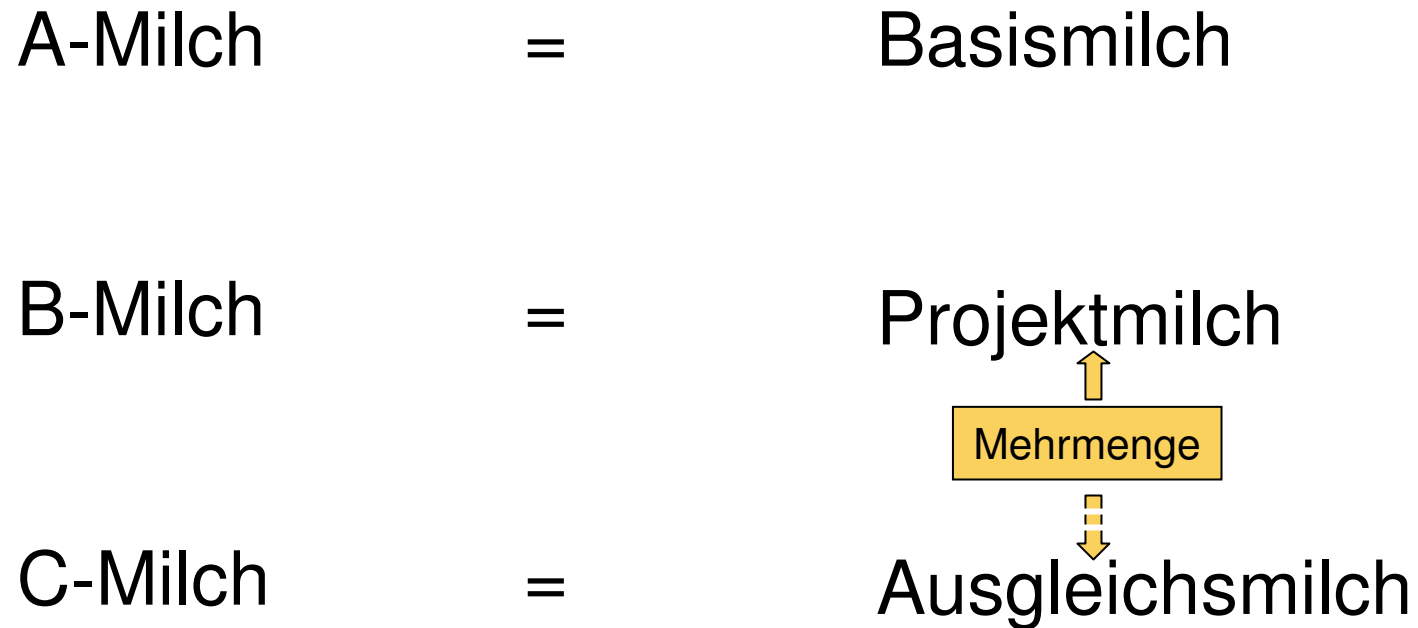 A-Milch = Basismilch
B-Milch = Projektmilch
Mehrmenge
C-Milch = Ausgleichsmilch